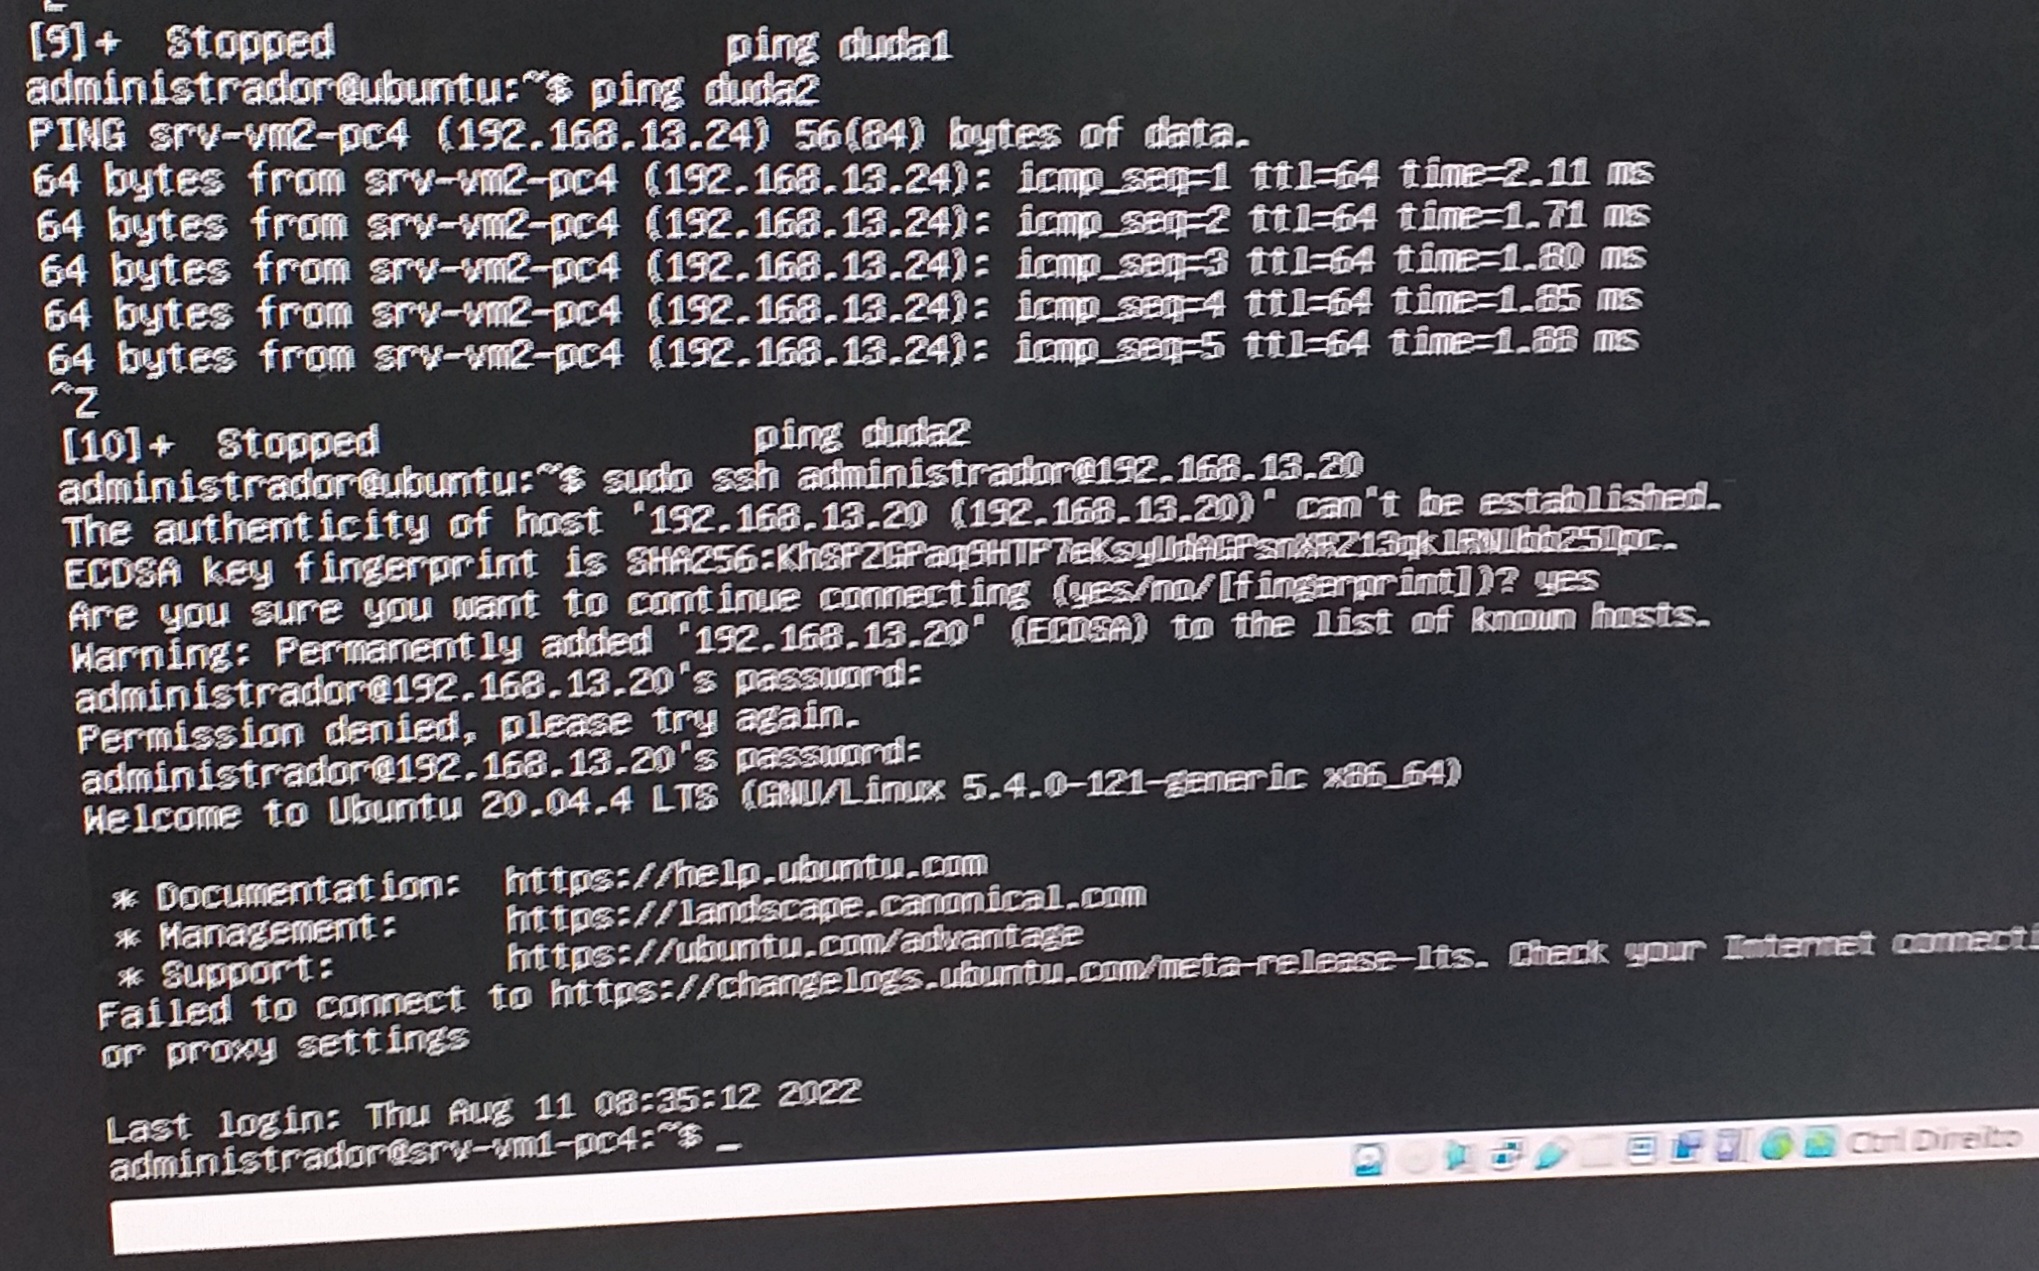 [9]+  Stopped                 ping duda1
administrador@ubuntu:~$ ping duda2
PING srv-vm2-pc4 (192.168.13.24) 56(84) bytes of data.
64 bytes from srv-vm2-pc4 (192.168.13.24): icmp_seq=1 ttl=64 time=2.11 ms
64 bytes from srv-vm2-pc4 (192.168.13.24): icmp_seq=2 ttl=64 time=1.71 ms
64 bytes from srv-vm2-pc4 (192.168.13.24): icmp_seq=3 ttl=64 time=1.80 ms
64 bytes from srv-vm2-pc4 (192.168.13.24): icmp_seq=4 ttl=64 time=1.85 ms
64 bytes from srv-vm2-pc4 (192.168.13.24): icmp_seq=5 ttl=64 time=1.88 ms
^Z
[10]+  Stopped                 ping duda2
administrador@ubuntu:~$ sudo ssh administrador@192.168.13.20
The authenticity of host '192.168.13.20 (192.168.13.20)' can't be established.
ECDSA key fingerprint is
Are you sure you want to continue connecting (yes/no/[fingerprint])? yes
Warning: Permanently added '192.168.13.20' (ECDSA) to the list of known hosts.
administrador@192.168.13.20's password:
Permission denied, please try again.
administrador@192.168.13.20's password:
Welcome to Ubuntu 20.04.4 LTS (GNU/Linux 5.4.0-121-generic x86_64)
* Documentation:  https://help.ubuntu.com
* Management:     https://landscape.canonical.com
* Support:        https://ubuntu.com/advantage
Failed to connect to https://changelogs.ubuntu.com/meta-release-lts. Check your Internet connecti
or proxy settings
Last login: Thu Aug 11 08:35:12 2022
administrador@srv-vm1-pc4:~$ _
Ctrl Direito